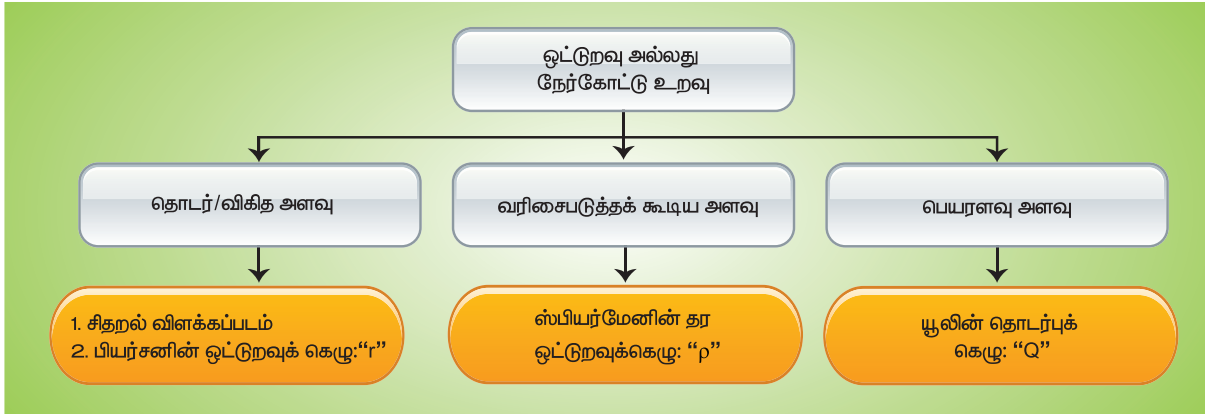 ஒட்டுறவு அல்லது
நேர்கோட்டு உறவு
தொடர்/விகித அளவு
வரிசைபடுத்தக் கூடிய அளவு
பெயரளவு அளவு
1. சிதறல் விளக்கப்படம்
2. பியர்சனின் ஒட்டுறவுக் கெழு:“r”
ஸ்பியர்மேனின் தர
ஒட்டுறவுக்கெழு: “ρ”
யூலின் தொடர்புக்
கெழு: “Q”